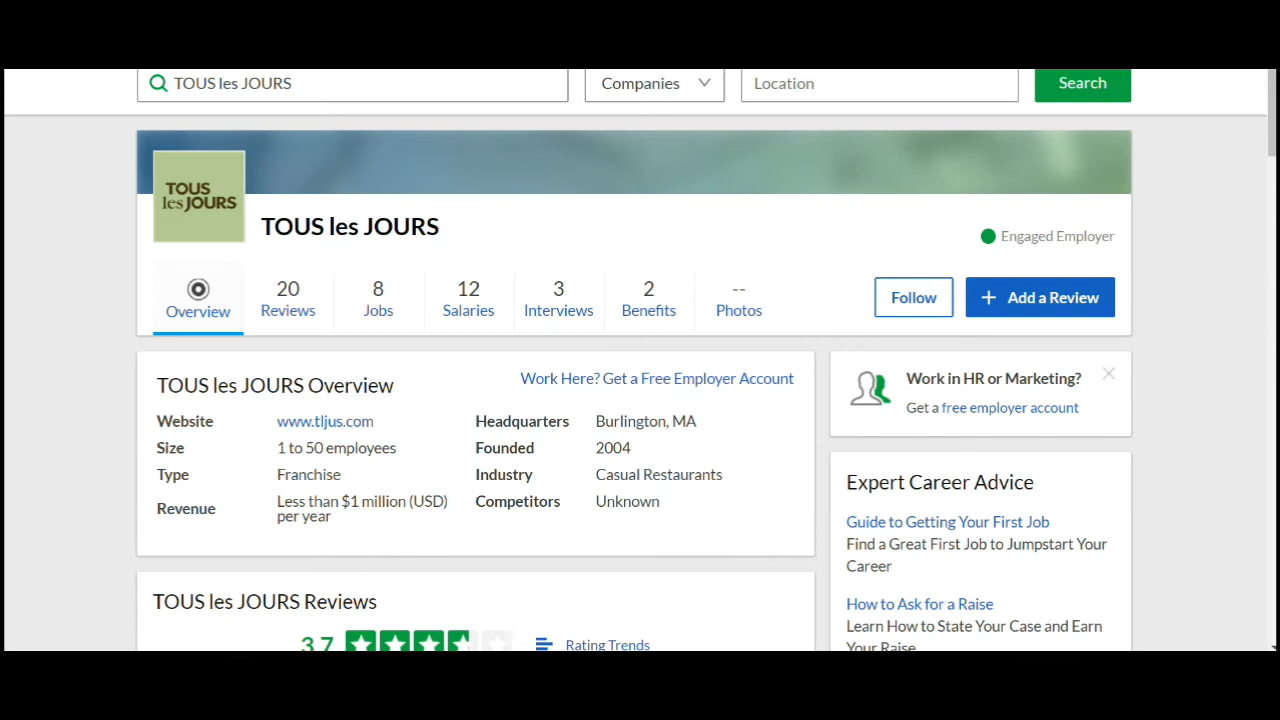 TOUS les JOURS
Companies
Location
Search
TOUS
les JOURS
TOUS les JOURS
Engaged Employer
Overview
20
Reviews
8
Jobs
12
Salaries
3
Interviews
2
Benefits
--
Photos
Follow
+ Add a Review
TOUS les JOURS Overview
Work Here? Get a Free Employer Account
Website www.tljus.com
Size 1 to 50 employees
Type Franchise
Revenue Less than $1 million (USD)
per year
Headquarters Burlington, MA
Founded 2004
Industry Casual Restaurants
Competitors Unknown
TOUS les JOURS Reviews
3.7
Rating Trends
Work in HR or Marketing?
Get a free employer account
Expert Career Advice
Guide to Getting Your First Job
Find a Great First Job to Jumpstart Your
Career
How to Ask for a Raise
Learn How to State Your Case and Earn
Your Raise